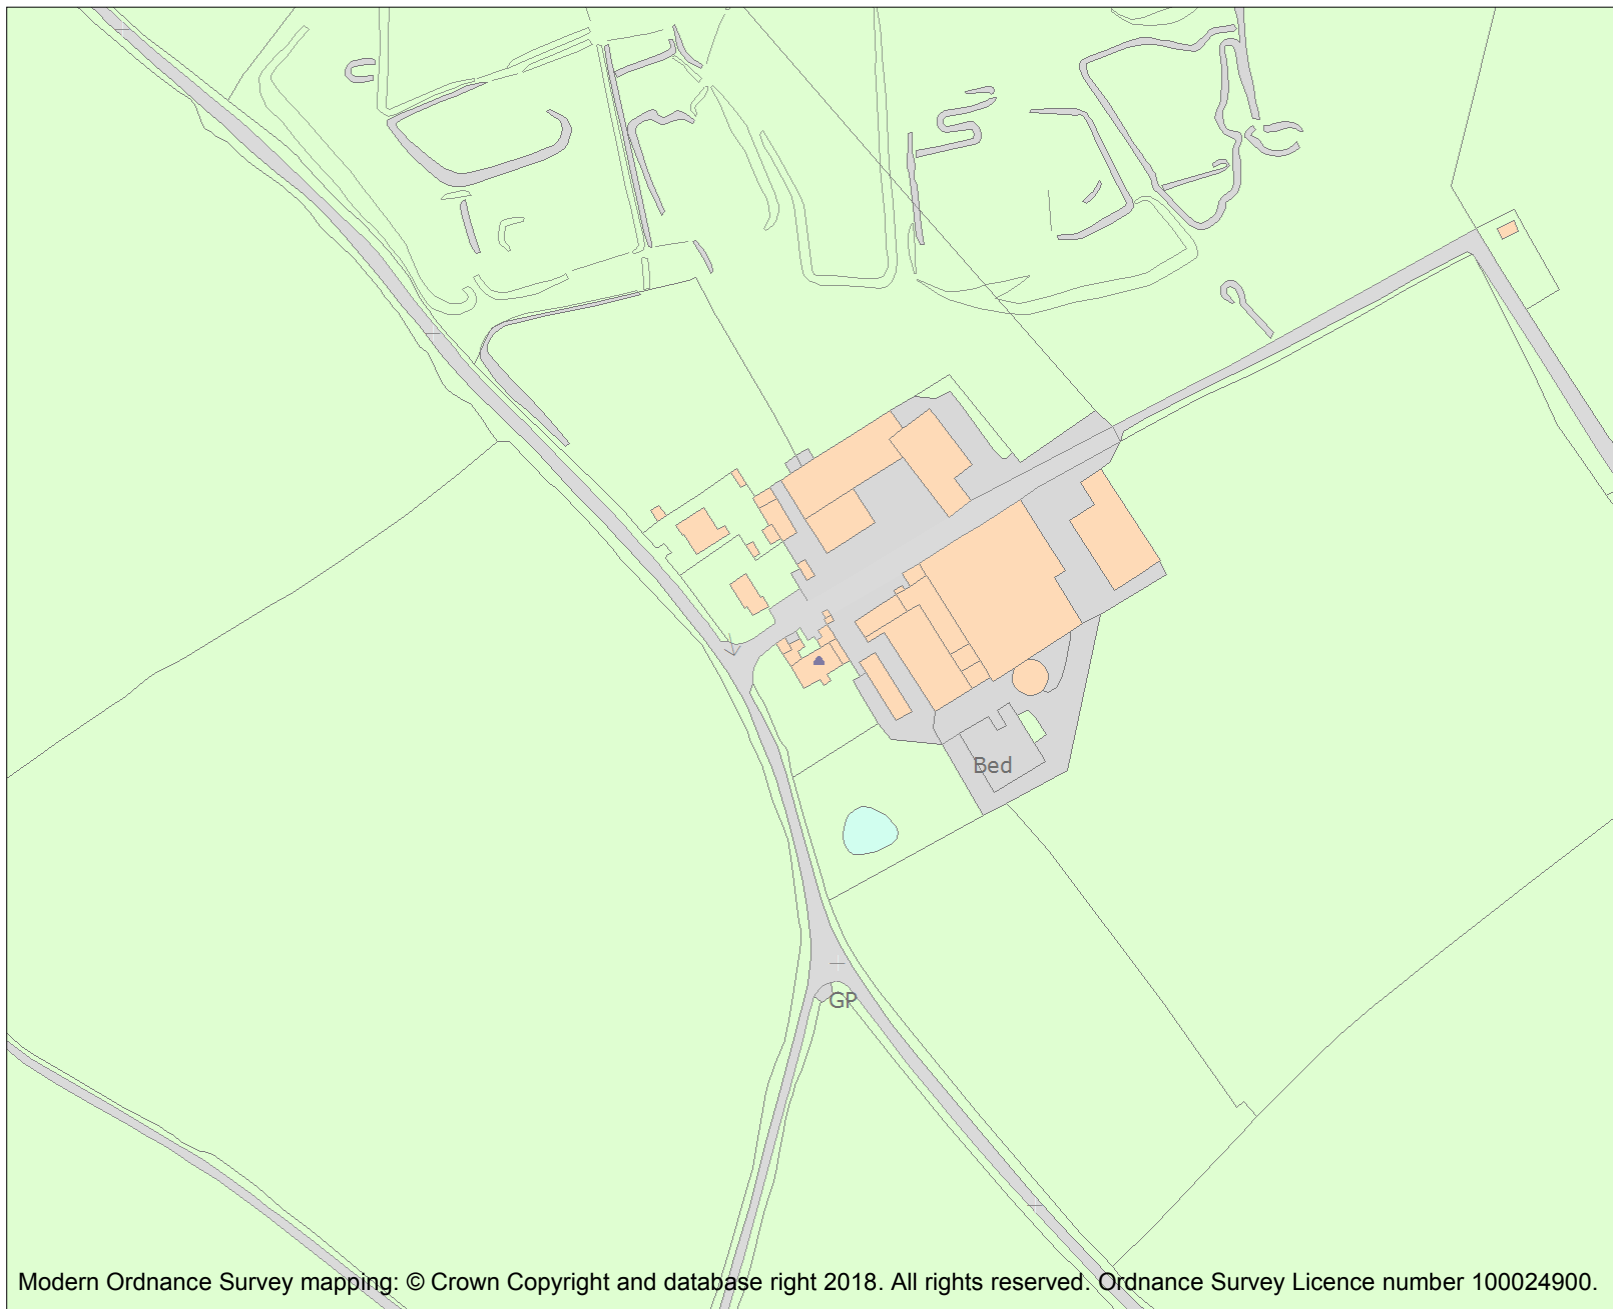 Bed
GP
Modern Ordnance Survey mapping: © Crown Copyright and database right 2018. All rights reserved. Ordnance Survey Licence number 100024900.